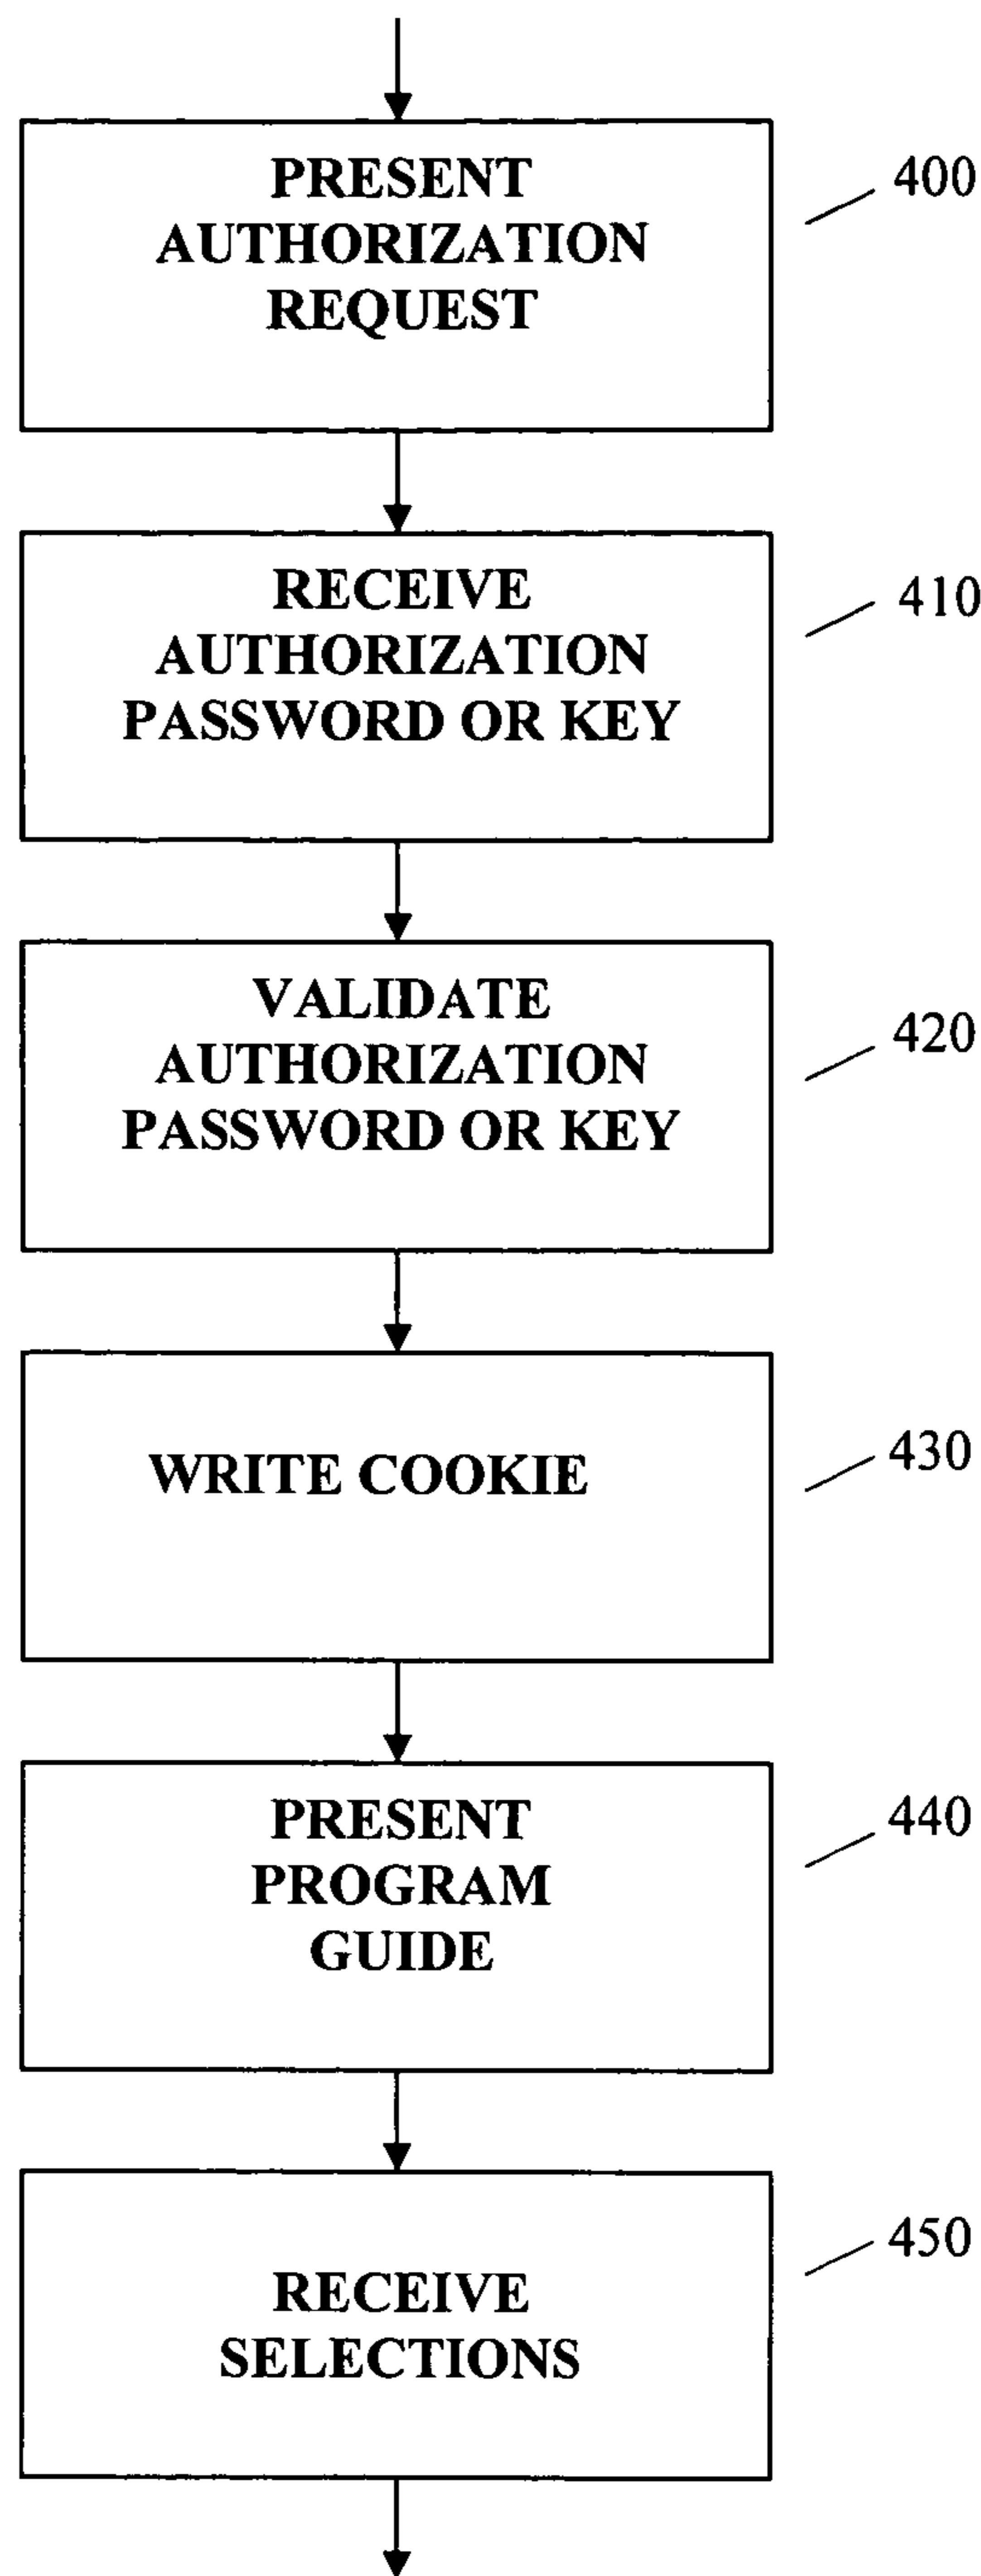 PRESENT
AUTHORIZATION
REQUEST
400
RECEIVE
AUTHORIZATION
PASSWORD OR KEY
410
VALIDATE
AUTHORIZATION
PASSWORD OR KEY
420
WRITE COOKIE
430
PRESENT
PROGRAM
GUIDE
440
RECEIVE
SELECTIONS
450